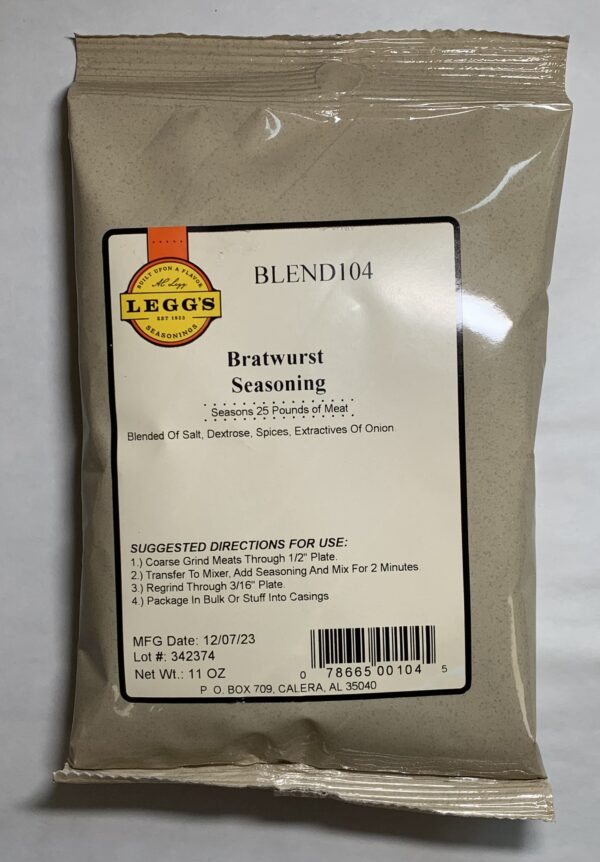 BLEND104
BUILT UPON A FLAVOR
A.C. Legg
LEGG'S
EST 1923
SEASONINGS
Bratwurst
Seasoning
Seasons 25 Pounds of Meat
Blended Of Salt, Dextrose, Spices, Extractives Of Onion.
SUGGESTED DIRECTIONS FOR USE:
1.) Coarse Grind Meats Through 1/2" Plate.
2.) Transfer To Mixer, Add Seasoning And Mix For 2 Minutes.
3.) Regrind Through 3/16" Plate.
4.) Package In Bulk Or Stuff Into Casings
MFG Date: 12/07/23
Lot #: 342374
Net Wt.: 11 OZ
0 78665 00104 5
P. O. BOX 709, CALERA, AL 35040